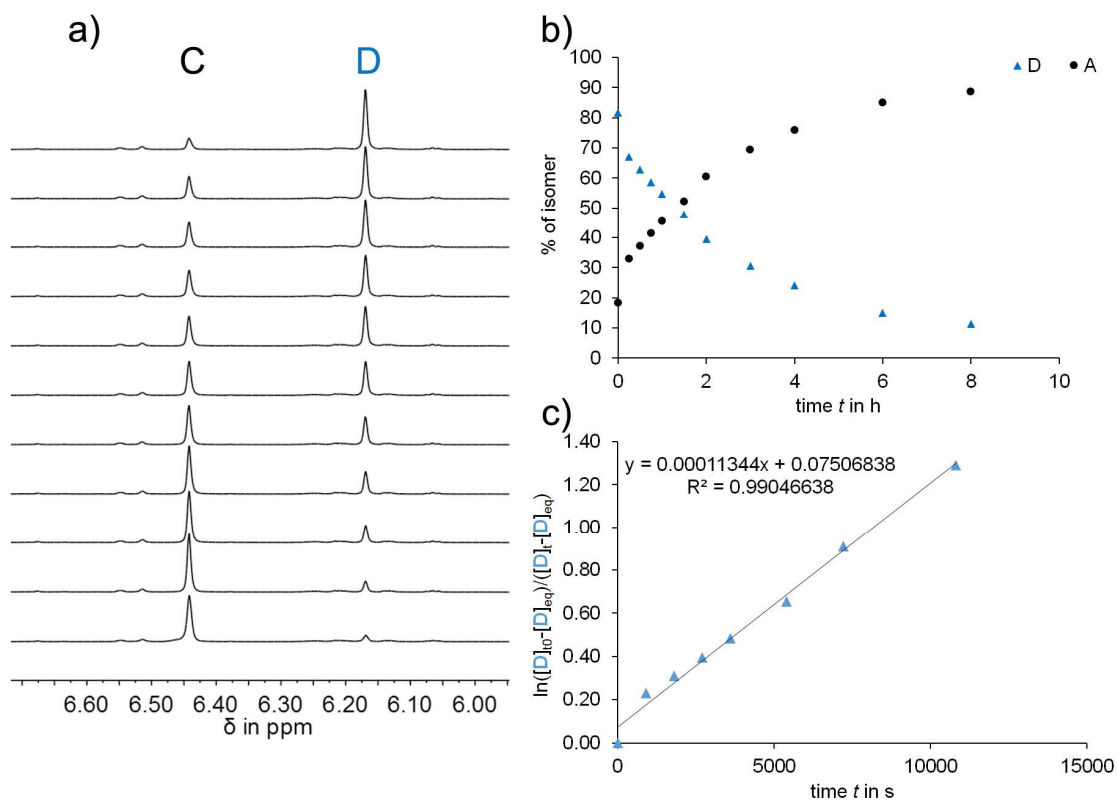 a)
C
D
6.60 6.50 6.40 6.30 6.20 6.10 6.00
δ in ppm
b)
D A
100
90
80
70
60
50
40
30
20
10
0
% of isomer
0 2 4 6 8 10
time t in h
c)
1.40
1.20
1.00
0.80
0.60
0.40
0.20
0.00
ln([D]t0-[D]eq)/([D]t-[D]eq)
y = 0.00011344x + 0.07506838
R² = 0.99046638
0 5000 10000 15000
time t in s